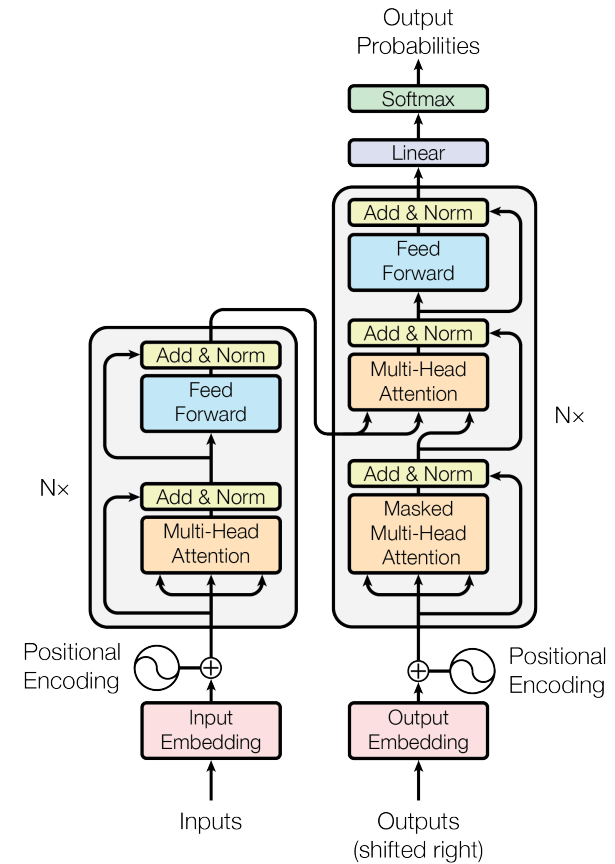 Output
Probabilities
Softmax
Linear
Add & Norm
Feed
Forward
Add & Norm
Multi-Head
Attention
Add & Norm
Masked
Multi-Head
Attention
N×
Add & Norm
Feed
Forward
Add & Norm
Multi-Head
Attention
N×
Positional
Encoding
Positional
Encoding
Input
Embedding
Output
Embedding
Inputs
Outputs
(shifted right)